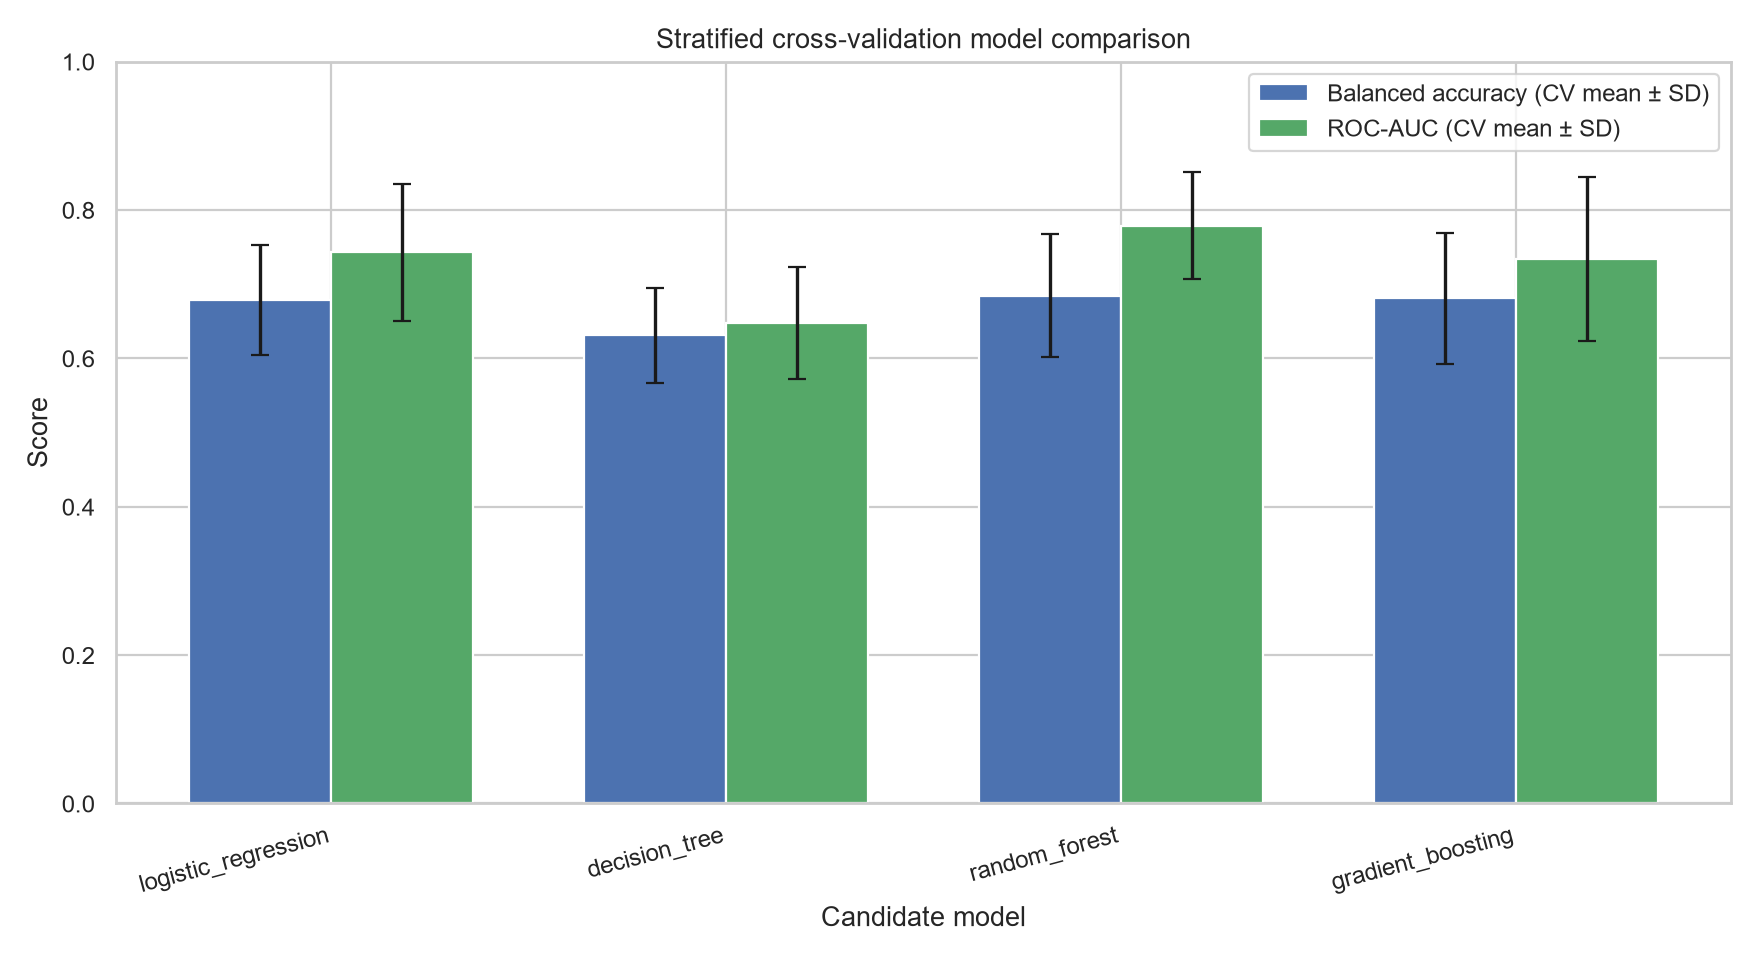 Stratified cross-validation model comparison
Balanced accuracy (CV mean ± SD)
ROC-AUC (CV mean ± SD)
Score
1.0
0.8
0.6
0.4
0.2
0.0
logistic_regression
decision_tree
random_forest
gradient_boosting
Candidate model